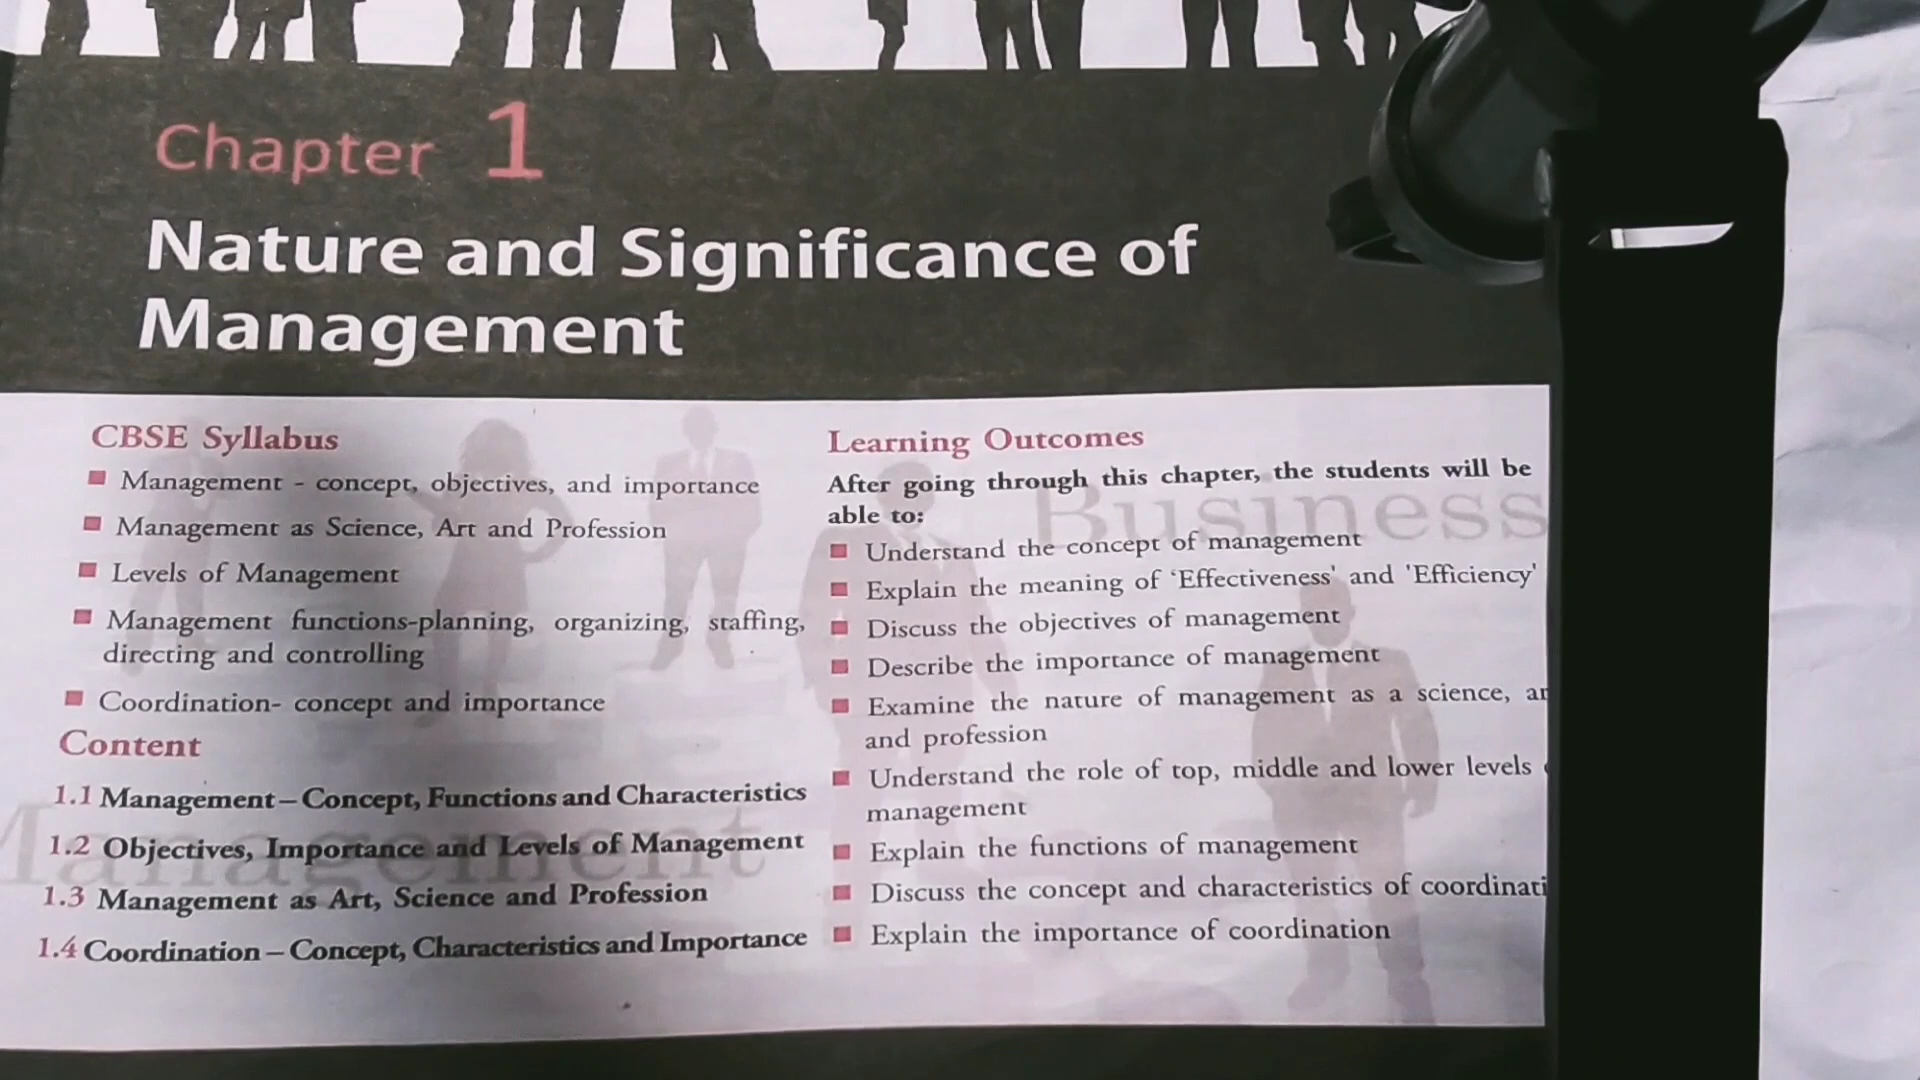 Chapter 1
Nature and Significance of
Management
CBSE Syllabus
Management - concept, objectives, and importance
Management as Science, Art and Profession
Levels of Management
Management functions-planning, organizing, staffing,
directing and controlling
Coordination- concept and importance
Content
1.1 Management – Concept, Functions and Characteristics
1.2 Objectives, Importance and Levels of Management
1.3 Management as Art, Science and Profession
1.4 Coordination – Concept, Characteristics and Importance
Learning Outcomes
After going through this chapter, the students will be
able to:
Understand the concept of management
Explain the meaning of 'Effectiveness' and 'Efficiency'
Discuss the objectives of management
Describe the importance of management
Examine the nature of management as a science,
and profession
Understand the role of top, middle and lower levels
management
Explain the functions of management
Discuss the concept and characteristics of
Explain the importance of coordination
Business
Management